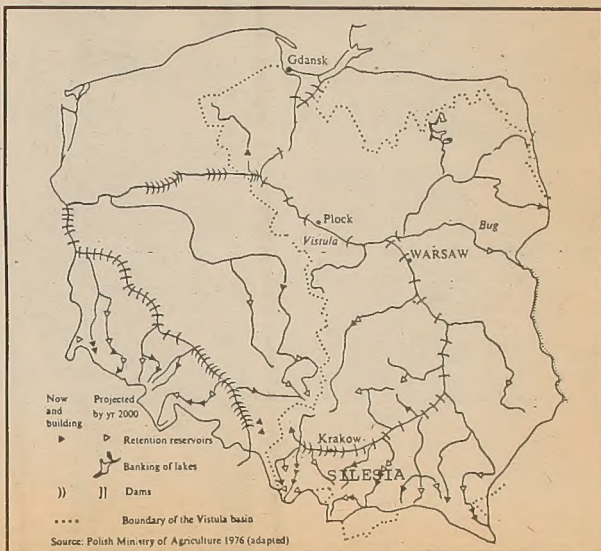 Gdansk
Plock
Vistula
Bug
WARSAW
Krakow
SILESIA
Now and building
Projected by yr 2000
Retention reservoirs
Banking of lakes
Dams
Boundary of the Vistula basin
Source: Polish Ministry of Agriculture 1976 (adapted)